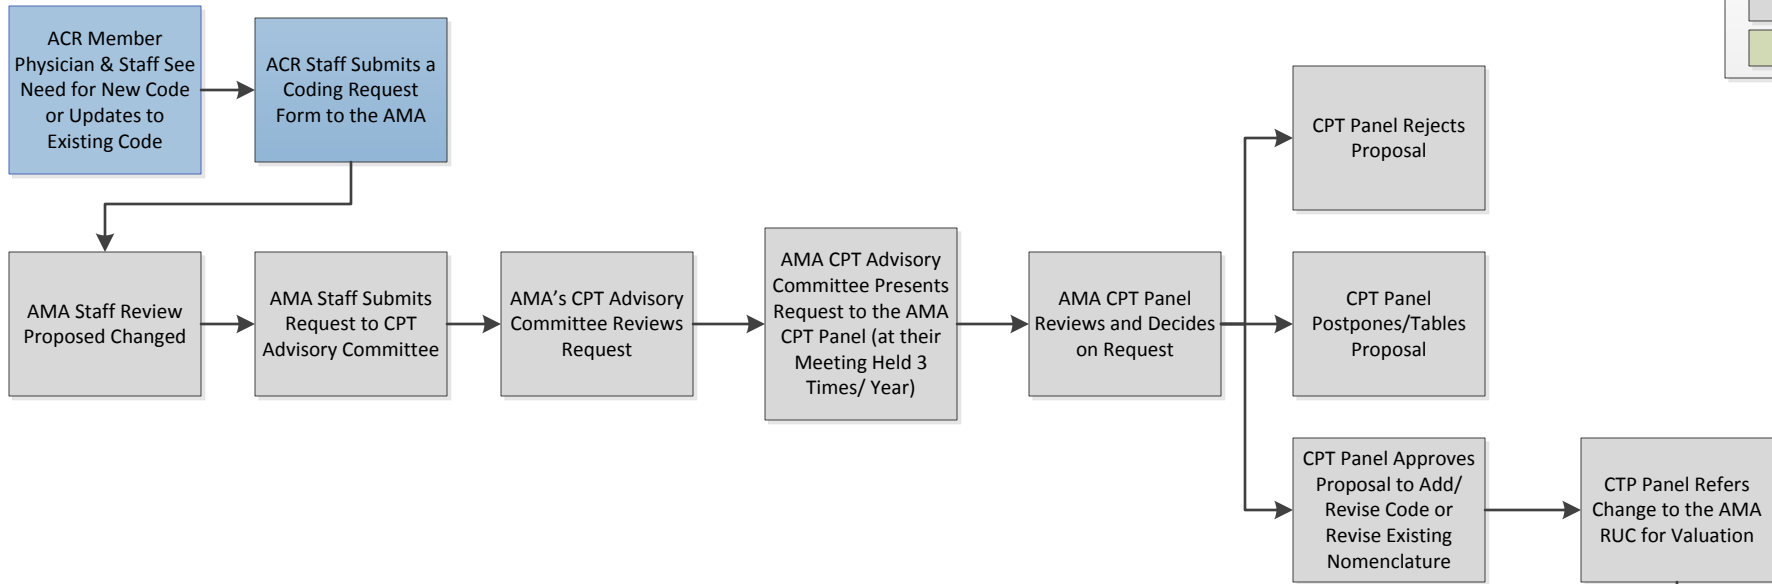 ACR Member
Physician & Staff See
Need for New Code
or Updates to
Existing Code
ACR Staff Submits a
Coding Request
Form to the AMA
AMA Staff Review
Proposed Changed
AMA Staff Submits
Request to CPT
Advisory Committee
AMA’s CPT Advisory
Committee Reviews
Request
AMA CPT Advisory
Committee Presents
Request to the AMA
CPT Panel (at their
Meeting Held 3
Times/ Year)
AMA CPT Panel
Reviews and Decides
on Request
CPT Panel Rejects
Proposal
CPT Panel
Postpones/Tables
Proposal
CPT Panel Approves
Proposal to Add/
Revise Code or
Revise Existing
Nomenclature
CTP Panel Refers
Change to the AMA
RUC for Valuation